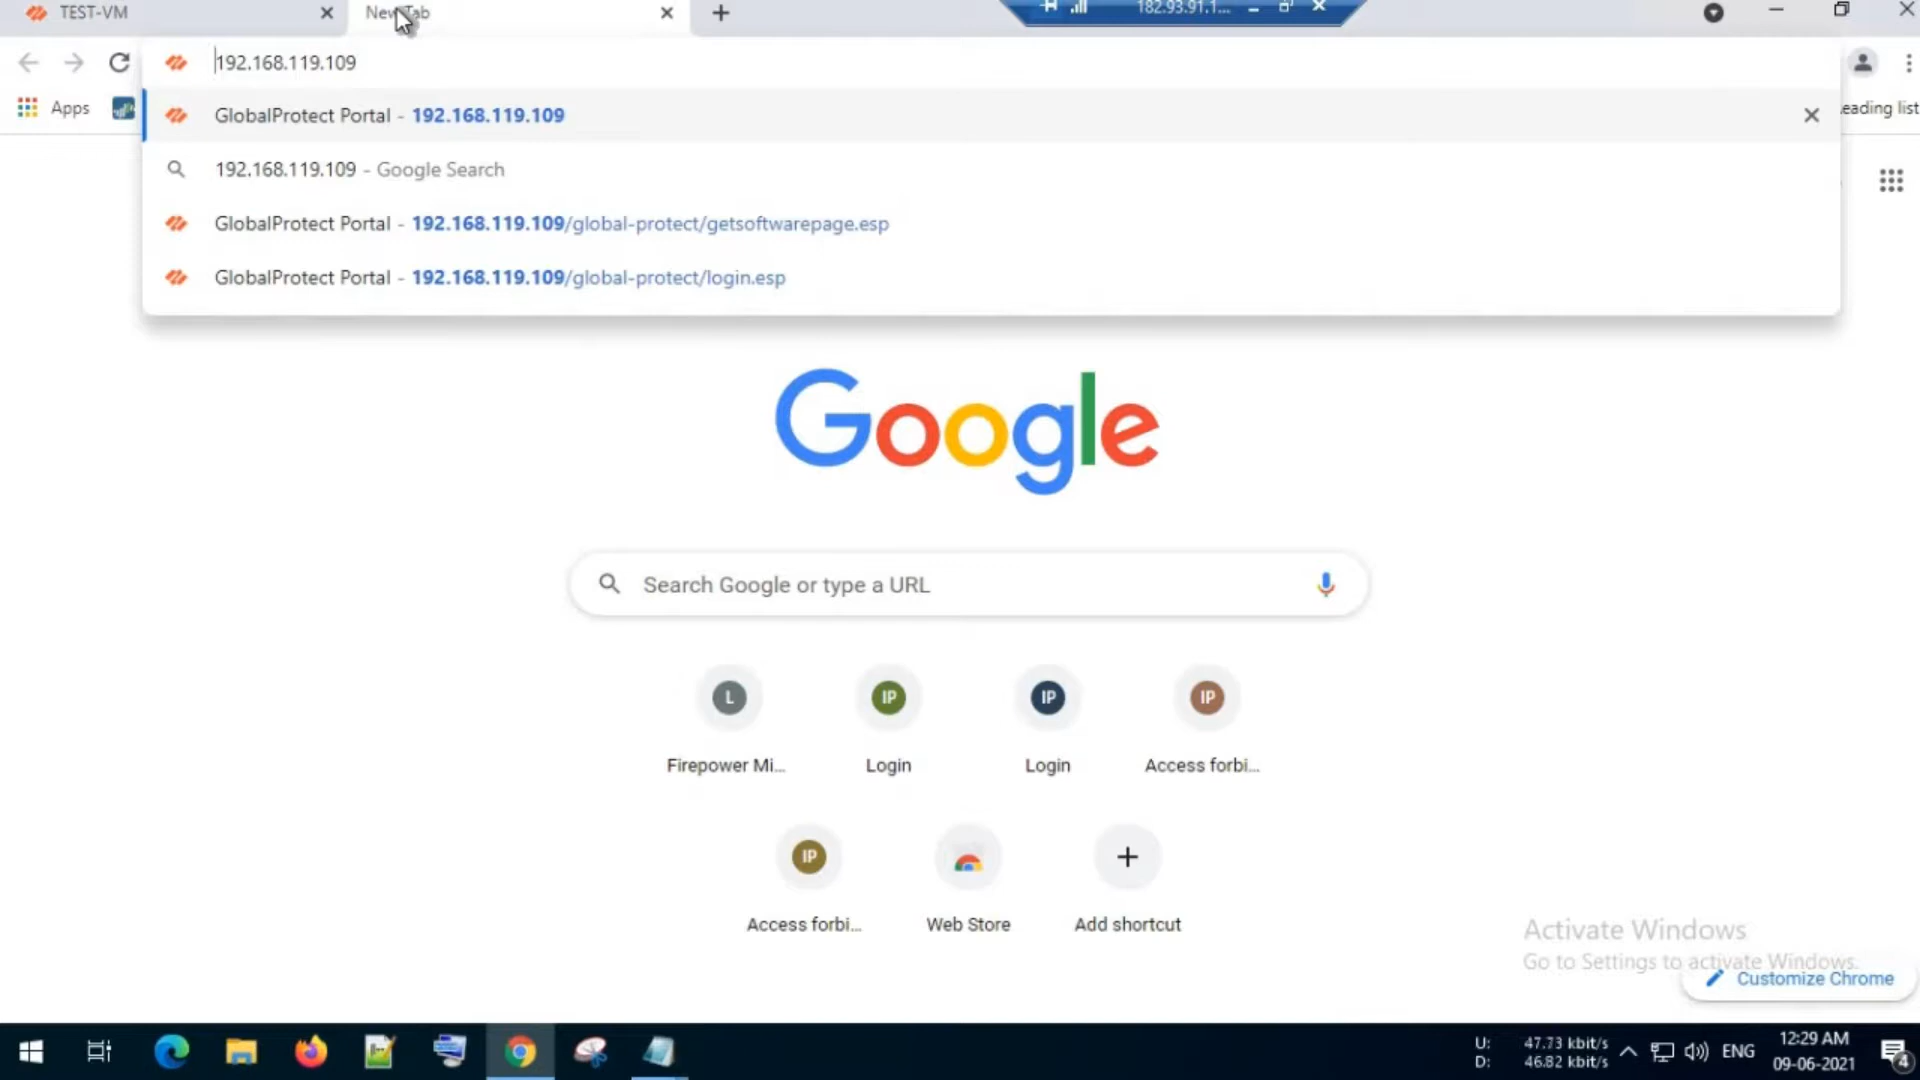 TEST-VM
New Tab
182.93.91.1...
192.168.119.109
Apps
GlobalProtect Portal - 192.168.119.109
eading list
192.168.119.109 - Google Search
GlobalProtect Portal - 192.168.119.109/global-protect/getsoftwarepage.esp
GlobalProtect Portal - 192.168.119.109/global-protect/login.esp
Google
Search Google or type a URL
L
IP
IP
IP
Firepower Mi...
Login
Login
Access forbi...
IP
Access forbi...
Web Store
Add shortcut
Activate Windows
Go to Settings to activate Windows.
Customize Chrome
U: 47.73 kbit/s
D: 46.82 kbit/s
ENG
12:29 AM
09-06-2021
4